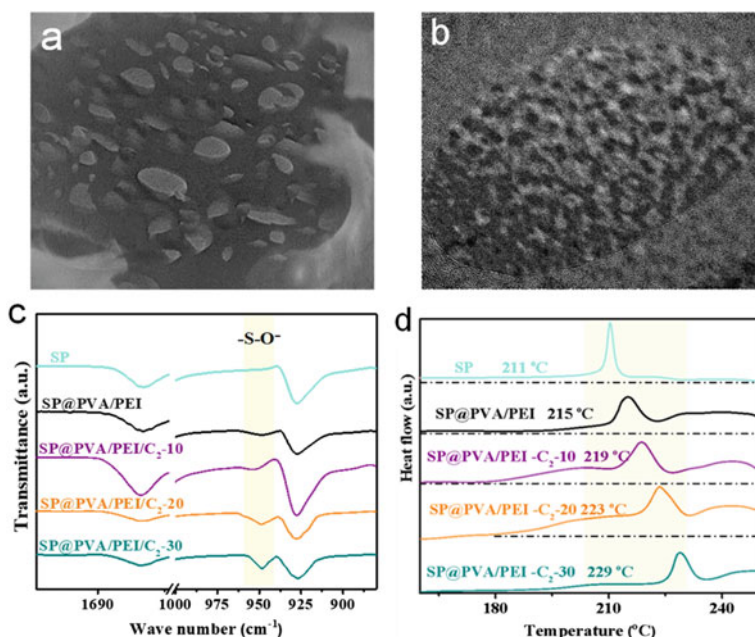 a
b
c
-S-O⁻
SP
SP@PVA/PEI
SP@PVA/PEI/C₂-10
SP@PVA/PEI/C₂-20
SP@PVA/PEI/C₂-30
Transmittance (a.u.)
1690 1000 975 950 925 900
Wave number (cm⁻¹)
d
SP 211 °C
SP@PVA/PEI 215 °C
SP@PVA/PEI -C₂-10 219 °C
SP@PVA/PEI -C₂-20 223 °C
SP@PVA/PEI -C₂-30 229 °C
Heat flow (a.u.)
180 210 240
Temperature (°C)